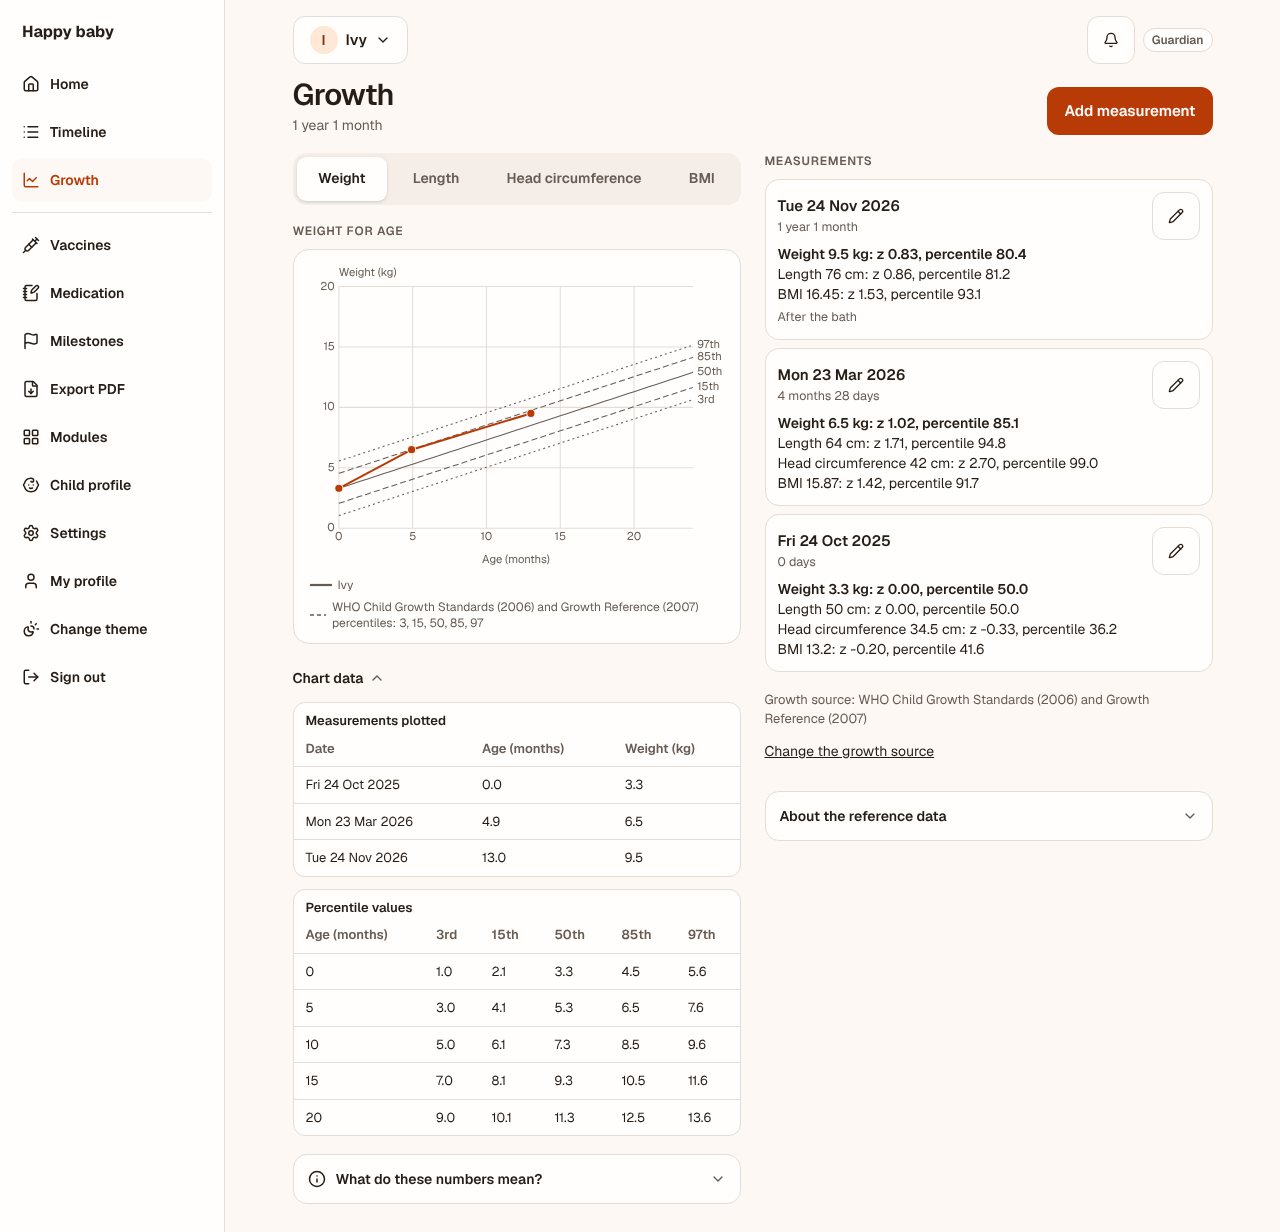 Happy baby
Home
Timeline
Growth
Vaccines
Medication
Milestones
Export PDF
Modules
Child profile
Settings
My profile
Change theme
Sign out
I Ivy
Guardian
Growth
1 year 1 month
Add measurement
Weight Length Head circumference BMI
WEIGHT FOR AGE
Weight (kg)
20
15
10
5
0
97th
85th
50th
15th
3rd
0 5 10 15 20
Age (months)
Ivy
WHO Child Growth Standards (2006) and Growth Reference (2007)
percentiles: 3, 15, 50, 85, 97
Chart data
Measurements plotted
Date Age (months) Weight (kg)
Fri 24 Oct 2025 0.0 3.3
Mon 23 Mar 2026 4.9 6.5
Tue 24 Nov 2026 13.0 9.5
Percentile values
Age (months) 3rd 15th 50th 85th 97th
0 1.0 2.1 3.3 4.5 5.6
5 3.0 4.1 5.3 6.5 7.6
10 5.0 6.1 7.3 8.5 9.6
15 7.0 8.1 9.3 10.5 11.6
20 9.0 10.1 11.3 12.5 13.6
What do these numbers mean?
MEASUREMENTS
Tue 24 Nov 2026
1 year 1 month
Weight 9.5 kg: z 0.83, percentile 80.4
Length 76 cm: z 0.86, percentile 81.2
BMI 16.45: z 1.53, percentile 93.1
After the bath
Mon 23 Mar 2026
4 months 28 days
Weight 6.5 kg: z 1.02, percentile 85.1
Length 64 cm: z 1.71, percentile 94.8
Head circumference 42 cm: z 2.70, percentile 99.0
BMI 15.87: z 1.42, percentile 91.7
Fri 24 Oct 2025
0 days
Weight 3.3 kg: z 0.00, percentile 50.0
Length 50 cm: z 0.00, percentile 50.0
Head circumference 34.5 cm: z -0.33, percentile 36.2
BMI 13.2: z -0.20, percentile 41.6
Growth source: WHO Child Growth Standards (2006) and Growth
Reference (2007)
Change the growth source
About the reference data